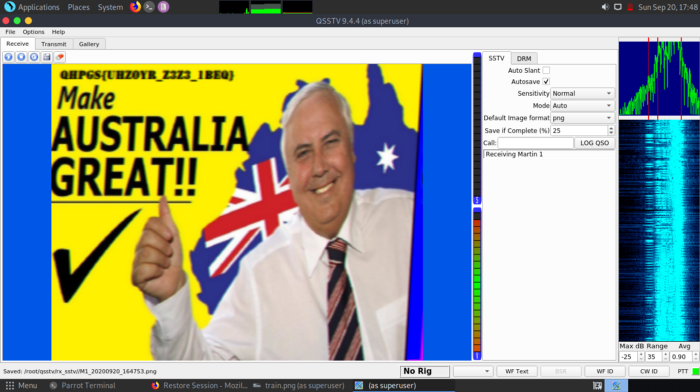 Applications Places System Sun Sep 20, 17:48
QSSTV 9.4.4 (as superuser)
File Options Help
Receive Transmit Gallery
SSTV DRM
Auto Slant
Autosave
Sensitivity Normal
Mode Auto
Default Image format png
Save if Complete (%) 25
Call: LOG QSO
Receiving Martin 1
QHPGS{UHZ0YR_Z3Z3_1BEQ}
Make
AUSTRALIA
GREAT!!
Max dB Range Avg
-25 35 0.90
Saved: /root/qsstv/rx_sstv//M1_20200920_164753.png No Rig WF Text BSR WF ID CW ID PTT
Menu Parrot Terminal Restore Session - Mozil... train.png (as superuser) (as superuser)